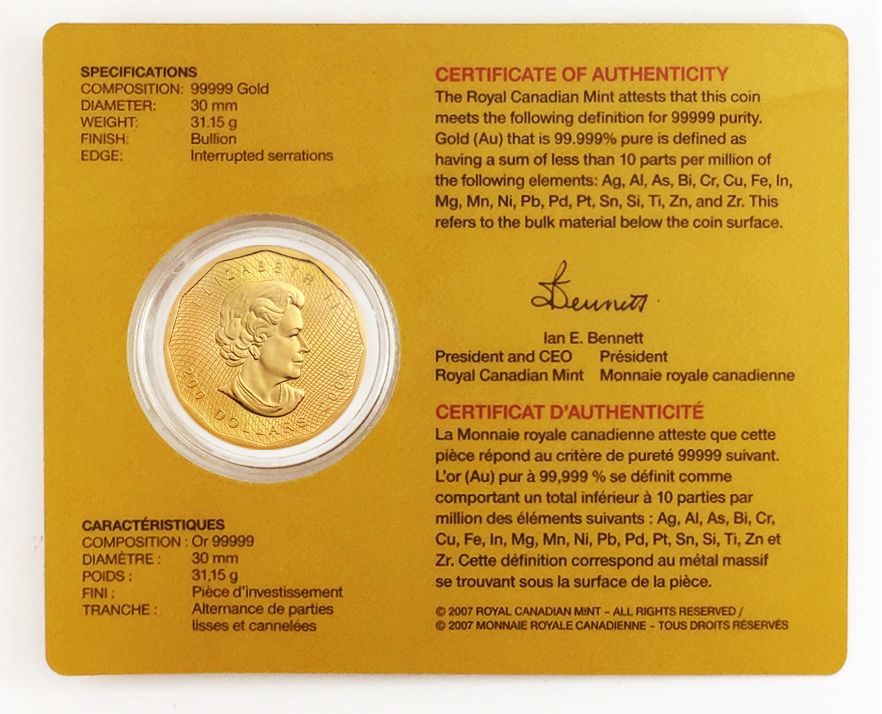 SPECIFICATIONS
COMPOSITION: 99999 Gold
DIAMETER: 30 mm
WEIGHT: 31.15 g
FINISH: Bullion
EDGE: Interrupted serrations
ELIZABETH II
200 DOLLARS 2008
CARACTÉRISTIQUES
COMPOSITION : Or 99999
DIAMÈTRE : 30 mm
POIDS : 31,15 g
FINI : Pièce d'investissement
TRANCHE : Alternance de parties
lisses et cannelées
CERTIFICATE OF AUTHENTICITY
The Royal Canadian Mint attests that this coin
meets the following definition for 99999 purity.
Gold (Au) that is 99.999% pure is defined as
having a sum of less than 10 parts per million of
the following elements: Ag, Al, As, Bi, Cr, Cu, Fe, In,
Mg, Mn, Ni, Pb, Pd, Pt, Sn, Si, Ti, Zn, and Zr. This
refers to the bulk material below the coin surface.
Bennett
Ian E. Bennett
President and CEO Président
Royal Canadian Mint Monnaie royale canadienne
CERTIFICAT D'AUTHENTICITÉ
La Monnaie royale canadienne atteste que cette
pièce répond au critère de pureté 99999 suivant.
L'or (Au) pur à 99,999 % se définit comme
comportant un total inférieur à 10 parties par
million des éléments suivants : Ag, Al, As, Bi, Cr,
Cu, Fe, In, Mg, Mn, Ni, Pb, Pd, Pt, Sn, Si, Ti, Zn et
Zr. Cette définition correspond au métal massif
se trouvant sous la surface de la pièce.
© 2007 ROYAL CANADIAN MINT – ALL RIGHTS RESERVED /
© 2007 MONNAIE ROYALE CANADIENNE – TOUS DROITS RÉSERVÉS